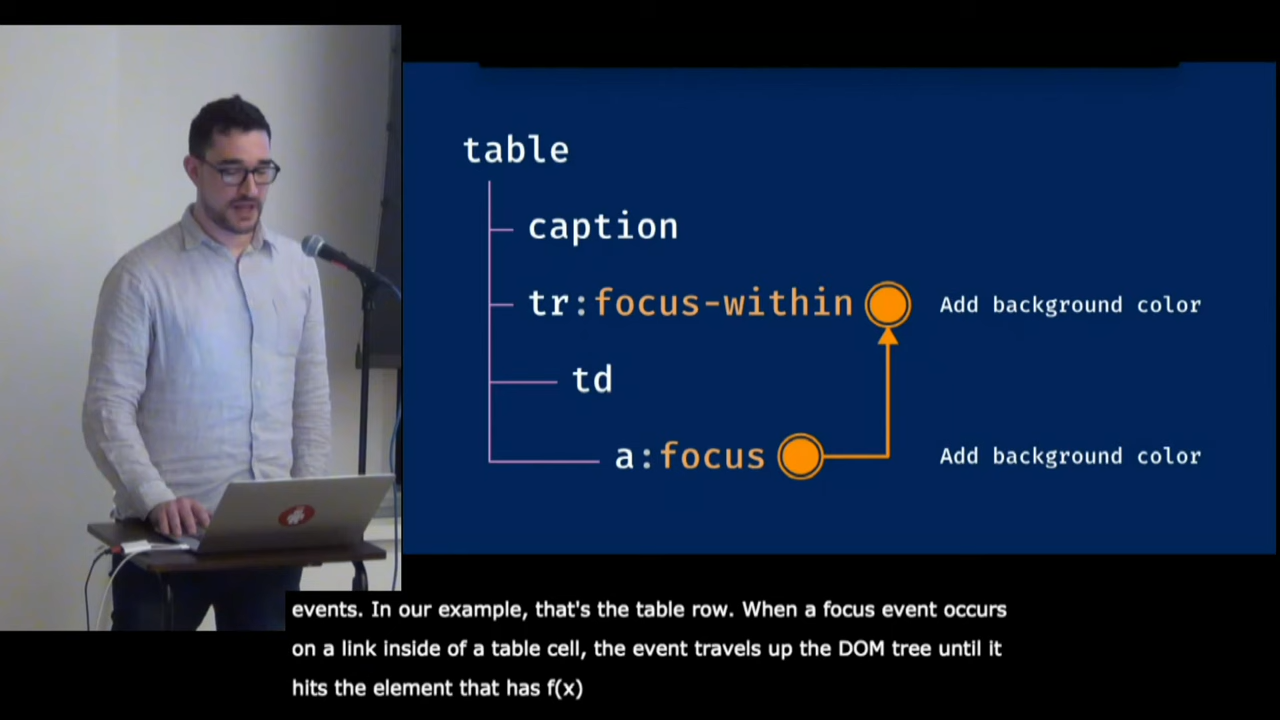 table
caption
tr:focus-within
Add background color
td
a:focus
Add background color
events. In our example, that's the table row. When a focus event occurs
on a link inside of a table cell, the event travels up the DOM tree until it
hits the element that has f(x)